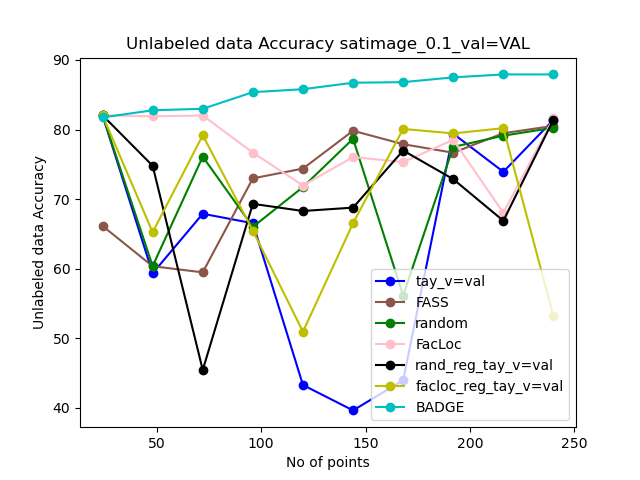 Unlabeled data Accuracy satimage_0.1_val=VAL
90
80
70
60
50
40
Unlabeled data Accuracy
50
100
150
200
250
No of points
tay_v=val
FASS
random
FacLoc
rand_reg_tay_v=val
facloc_reg_tay_v=val
BADGE